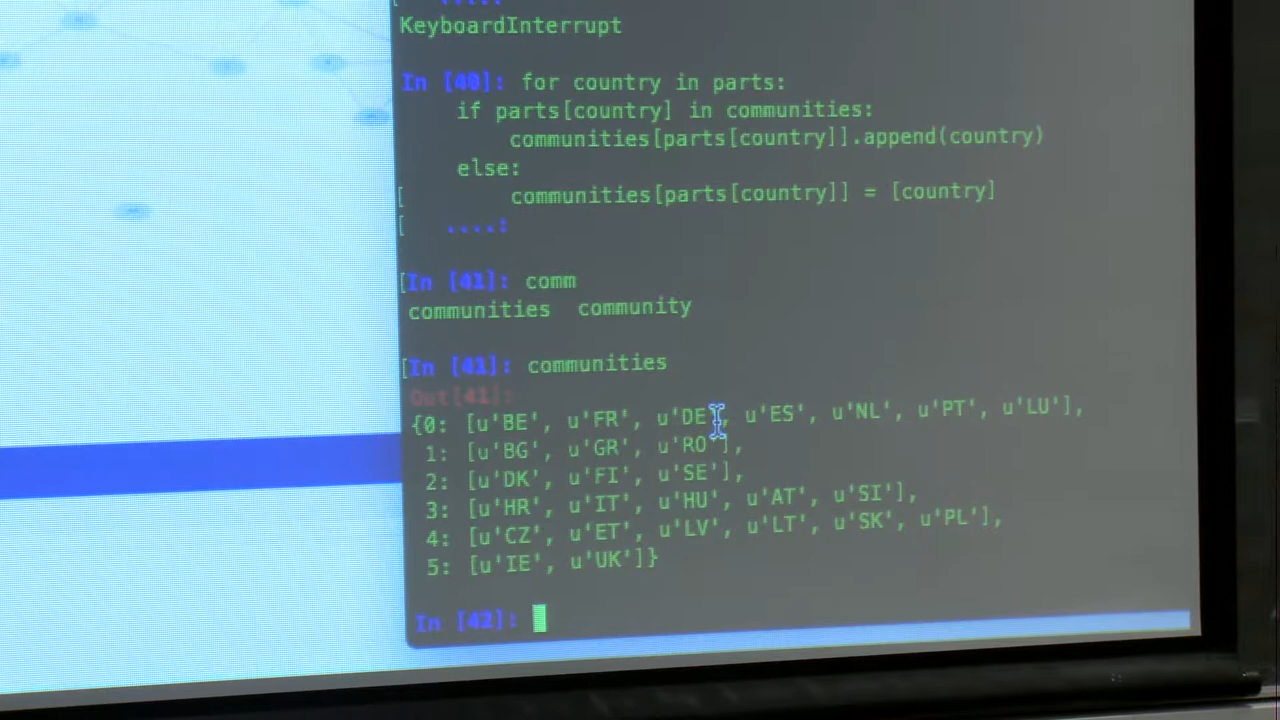 [   ....:
KeyboardInterrupt
In [40]: for country in parts:
if parts[country] in communities:
communities[parts[country]].append(country)
else:
[ communities[parts[country]] = [country]
[   ....:
[In [41]: comm
communities  community
[In [41]: communities
Out[41]:
{0: [u'BE', u'FR', u'DE', u'ES', u'NL', u'PT', u'LU'],
1: [u'BG', u'GR', u'RO'],
2: [u'DK', u'FI', u'SE'],
3: [u'HR', u'IT', u'HU', u'AT', u'SI'],
4: [u'CZ', u'ET', u'LV', u'LT', u'SK', u'PL'],
5: [u'IE', u'UK']}
In [42]: